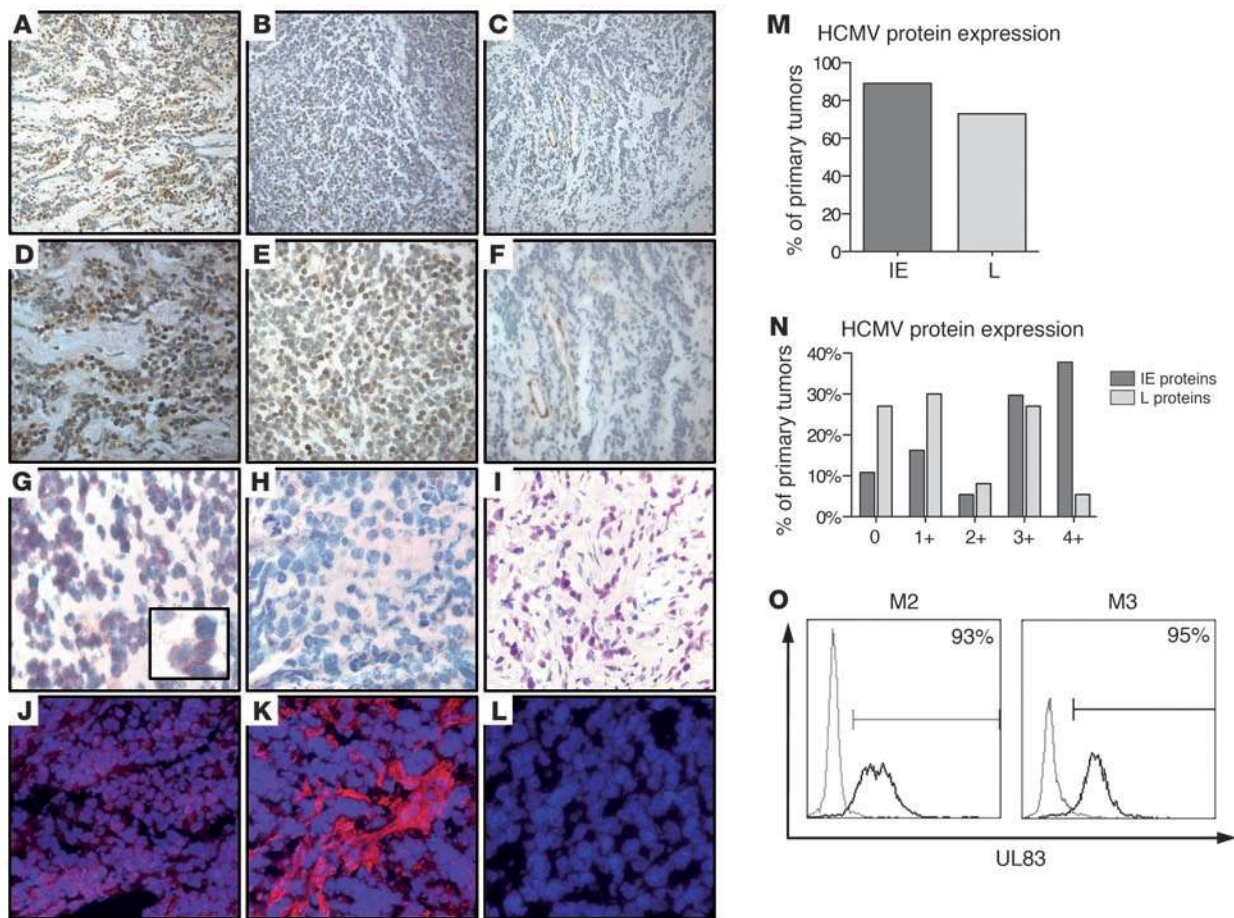 A
B
C
D
E
F
G
H
I
J
K
L
M
HCMV protein expression
% of primary tumors
100
80
60
40
20
0
IE
L
N
HCMV protein expression
% of primary tumors
40%
30%
20%
10%
0%
0
1+
2+
3+
4+
IE proteins
L proteins
O
M2
93%
M3
95%
UL83